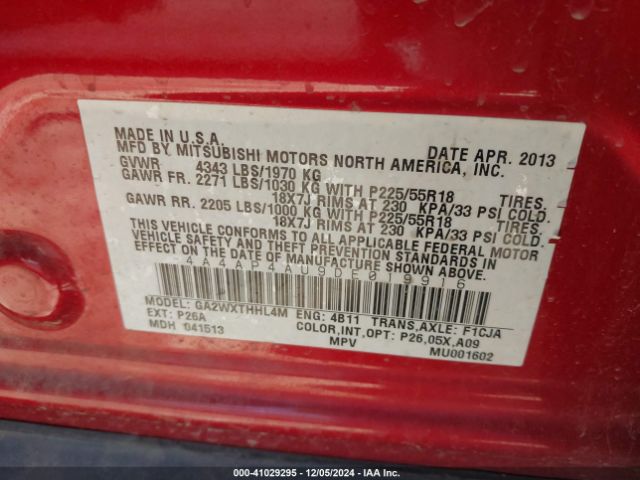 MADE IN U.S.A. DATE APR. 2013
MFD BY MITSUBISHI MOTORS NORTH AMERICA, INC.
GVWR 4343 LBS/1970 KG
GAWR FR. 2271 LBS/1030 KG WITH P225/55R18 TIRES,
18X7J RIMS AT 230 KPA/33 PSI COLD.
GAWR RR. 2205 LBS/1000 KG WITH P225/55R18 TIRES,
18X7J RIMS AT 230 KPA/33 PSI COLD.
THIS VEHICLE CONFORMS TO ALL APPLICABLE FEDERAL MOTOR
VEHICLE SAFETY AND THEFT PREVENTION STANDARDS IN
EFFECT ON THE DATE OF MANUFACTURE SHOWN ABOVE.
4A4AP4AU9DE019916
MODEL: GA2WXTHHL4M ENG: 4B11 TRANS,AXLE: F1CJA
EXT: P26A COLOR,INT,OPT: P26,05X,A09
MDH 041513 MPV MU001602
000-41029295 - 12/05/2024 - IAA Inc.